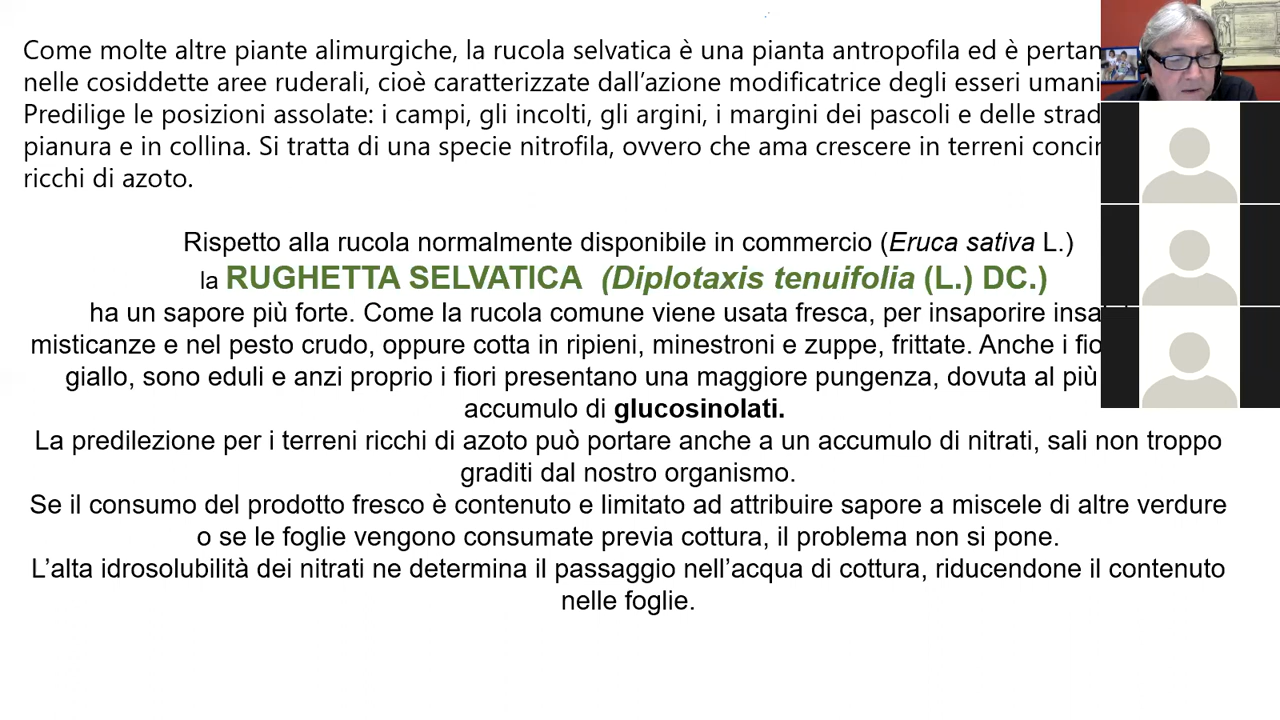 Come molte altre piante alimurgiche, la rucola selvatica è una pianta antropofila ed è
nelle cosiddette aree ruderali, cioè caratterizzate dall’azione modificatrice degli esseri umani
Predilige le posizioni assolate: i campi, gli incolti, gli argini, i margini dei pascoli e delle
pianura e in collina. Si tratta di una specie nitrofila, ovvero che ama crescere in terreni
ricchi di azoto.
Rispetto alla rucola normalmente disponibile in commercio (Eruca sativa L.)
la RUGHETTA SELVATICA (Diplotaxis tenuifolia (L.) DC.)
ha un sapore più forte. Come la rucola comune viene usata fresca, per insaporire
misticanze e nel pesto crudo, oppure cotta in ripieni, minestroni e zuppe, frittate. Anche i
giallo, sono eduli e anzi proprio i fiori presentano una maggiore pungenza, dovuta al più
accumulo di glucosinolati.
La predilezione per i terreni ricchi di azoto può portare anche a un accumulo di nitrati, sali non troppo
graditi dal nostro organismo.
Se il consumo del prodotto fresco è contenuto e limitato ad attribuire sapore a miscele di altre verdure
o se le foglie vengono consumate previa cottura, il problema non si pone.
L’alta idrosolubilità dei nitrati ne determina il passaggio nell’acqua di cottura, riducendone il contenuto
nelle foglie.